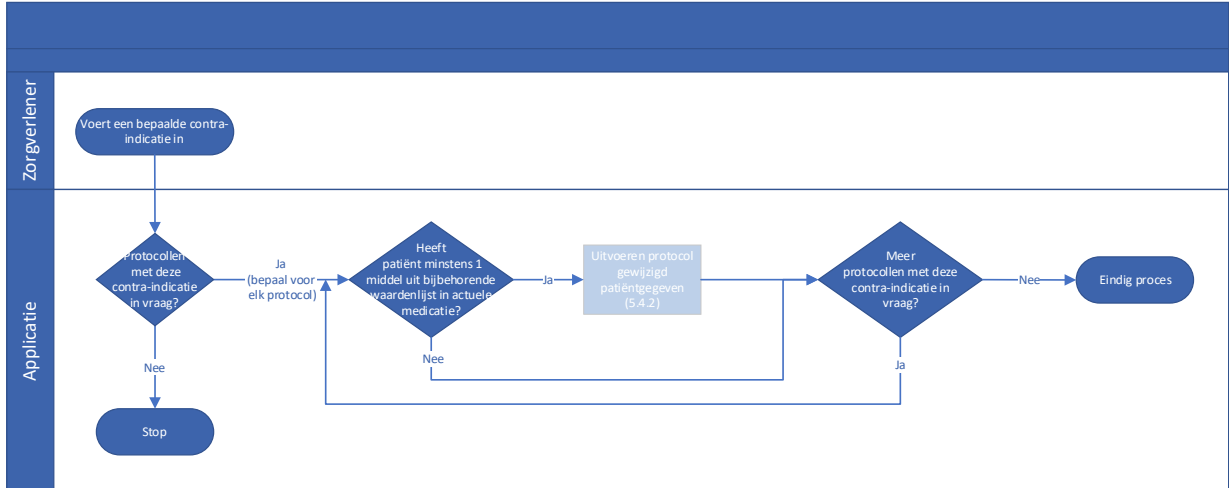 Zorgverlener
Voert een bepaalde contra-
indicatie in
Applicatie
Protocollen
met deze
contra-indicatie
in vraag?
Ja
(bepaal voor
elk protocol)
Nee
Stop
Heeft
patiënt minstens 1
middel uit bijbehorende
waardenlijst in actuele
medicatie?
Ja
Nee
Uitvoeren protocol
gewijzigd
patiëntgegeven
(5.4.2)
Meer
protocollen met deze
contra-indicatie in
vraag?
Nee
Ja
Eindig proces